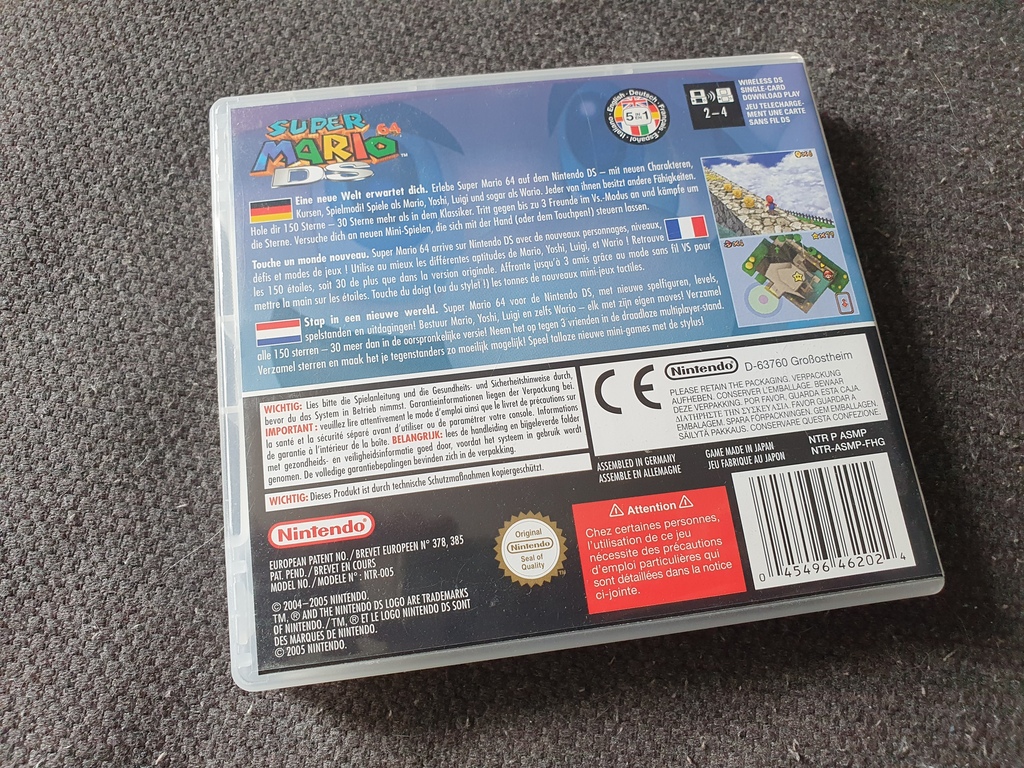 SUPER
MARIO 64
DS™
English · Deutsch · Français · Español · Italiano
5 IN 1
2–4
WIRELESS DS
SINGLE-CARD
DOWNLOAD PLAY
JEU TELECHARGE-
MENT UNE CARTE
SANS FIL DS
Eine neue Welt erwartet dich. Erlebe Super Mario 64 auf dem Nintendo DS – mit neuen Charakteren,
Kursen, Spielmodi! Spiele als Mario, Yoshi, Luigi und sogar als Wario. Jeder von ihnen besitzt andere Fähigkeiten.
Hole dir 150 Sterne – 30 Sterne mehr als in dem Klassiker. Tritt gegen bis zu 3 Freunde im Vs.-Modus an und kämpfe um
die Sterne. Versuche dich an neuen Mini-Spielen, die sich mit der Hand (oder dem Touchpen!) steuern lassen.
Touche un monde nouveau. Super Mario 64 arrive sur Nintendo DS avec de nouveaux personnages, niveaux,
défis et modes de jeux ! Utilise au mieux les différentes aptitudes de Mario, Yoshi, Luigi, et Wario ! Retrouve
les 150 étoiles, soit 30 de plus que dans la version originale. Affronte jusqu'à 3 amis grâce au mode sans fil VS pour
mettre la main sur les étoiles. Touche du doigt (ou du stylet !) les tonnes de nouveaux mini-jeux tactiles.
Stap in een nieuwe wereld. Super Mario 64 voor de Nintendo DS, met nieuwe spelfiguren, levels,
spelstanden en uitdagingen! Bestuur Mario, Yoshi, Luigi en zelfs Wario – elk met zijn eigen moves! Verzamel
alle 150 sterren – 30 meer dan in de oorspronkelijke versie! Neem het op tegen 3 vrienden in de draadloze multiplayer-stand.
Verzamel sterren en maak het je tegenstanders zo moeilijk mogelijk! Speel talloze nieuwe mini-games met de stylus!
WICHTIG: Lies bitte die Spielanleitung und die Gesundheits- und Sicherheitshinweise durch,
bevor du das System in Betrieb nimmst. Garantieinformationen liegen der Verpackung bei.
IMPORTANT : veuillez lire attentivement le mode d'emploi ainsi que le livret de précautions sur
la santé et la sécurité séparé avant d'utiliser ou de paramétrer votre console. Informations
de garantie à l'intérieur de la boîte. BELANGRIJK: lees de handleiding en bijgeleverde folder
met gezondheids- en veiligheidsinformatie goed door, voordat het systeem in gebruik wordt
genomen. De volledige garantiebepalingen bevinden zich in de verpakking.
WICHTIG: Dieses Produkt ist durch technische Schutzmaßnahmen kopiergeschützt.
CE
Nintendo® D-63760 Großostheim
PLEASE RETAIN THE PACKAGING. VERPACKUNG
AUFHEBEN. CONSERVER L'EMBALLAGE. BEWAAR
DEZE VERPAKKING. POR FAVOR, GUARDA ESTA CAJA.
ΔΙΑΤΗΡΗΣΤΕ ΤΗΝ ΣΥΣΚΕΥΑΣΙΑ. FAVOR GUARDAR A
EMBALAGEM. SPARA FÖRPACKNINGEN. GEM EMBALLAGEN.
SÄILYTÄ PAKKAUS. CONSERVARE QUESTA CONFEZIONE.
ASSEMBLED IN GERMANY
ASSEMBLE EN ALLEMAGNE
GAME MADE IN JAPAN
JEU FABRIQUE AU JAPON
NTR P ASMP
NTR-ASMP-FHG
Nintendo®
EUROPEAN PATENT NO. / BREVET EUROPEEN N° 378, 385
PAT. PEND. / BREVET EN COURS
MODEL NO. / MODELE N° : NTR-005
© 2004–2005 NINTENDO.
TM, ® AND THE NINTENDO DS LOGO ARE TRADEMARKS
OF NINTENDO. / TM, ® ET LE LOGO NINTENDO DS SONT
DES MARQUES DE NINTENDO.
© 2005 NINTENDO.
Original
Nintendo
Seal of
Quality
TM
⚠ Attention ⚠
Chez certaines personnes,
l'utilisation de ce jeu
nécessite des précautions
d'emploi particulières qui
sont détaillées dans la notice
ci-jointe.
0 45496 46202 4